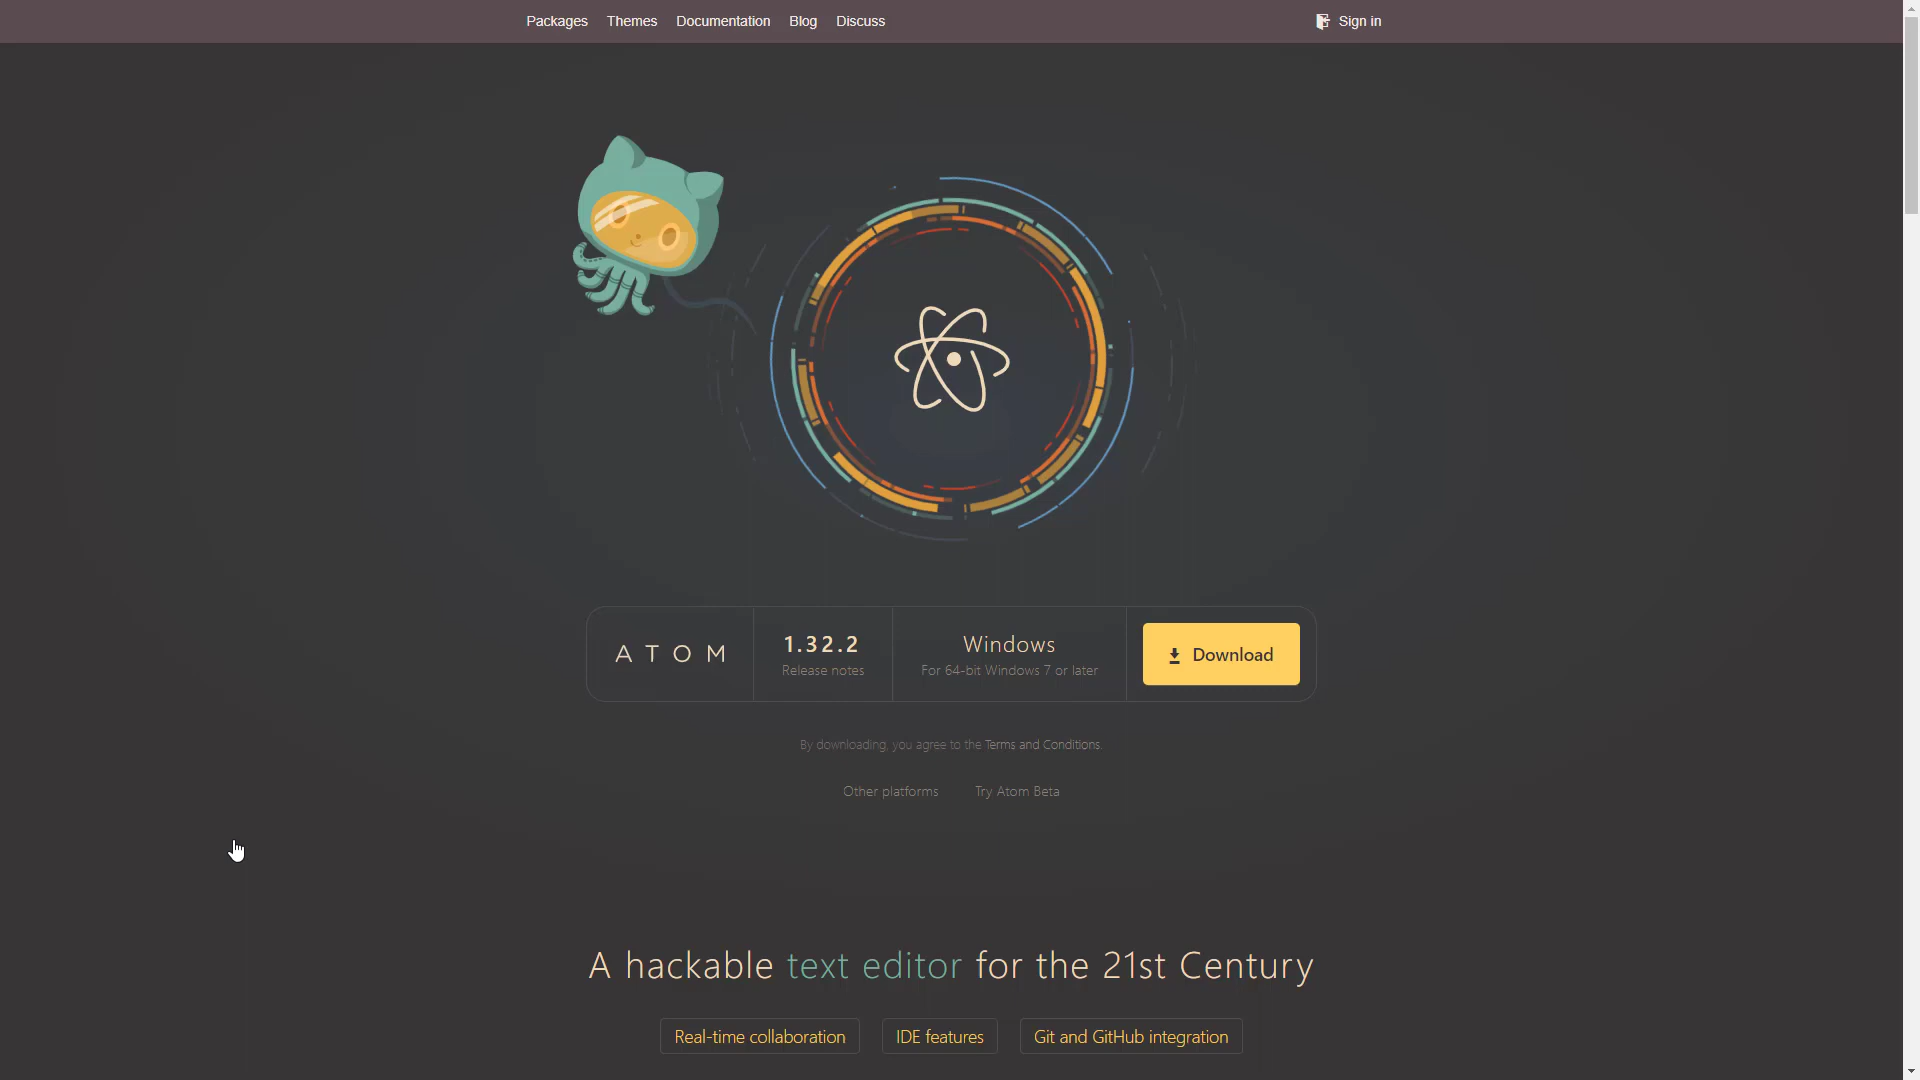 Packages Themes Documentation Blog Discuss Sign in
ATOM
1.32.2
Release notes
Windows
For 64-bit Windows 7 or later
Download
By downloading, you agree to the Terms and Conditions.
Other platforms Try Atom Beta
A hackable text editor for the 21st Century
Real-time collaboration IDE features Git and GitHub integration